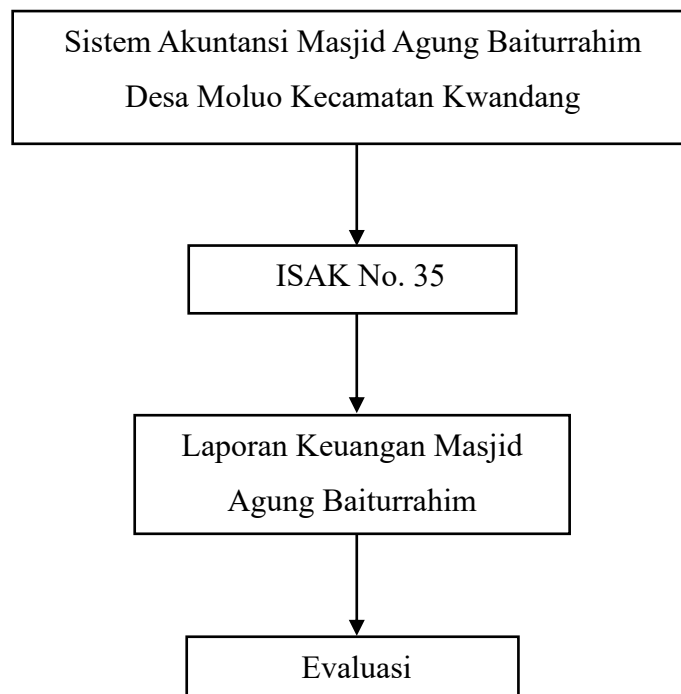 Sistem Akuntansi Masjid Agung Baiturrahim
Desa Moluo Kecamatan Kwandang
ISAK No. 35
Laporan Keuangan Masjid
Agung Baiturrahim
Evaluasi